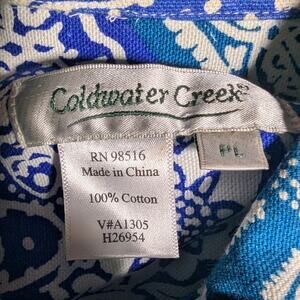 Coldwater Creek®
PL
RN 98516
Made in China
100% Cotton
V#A1305
H26954